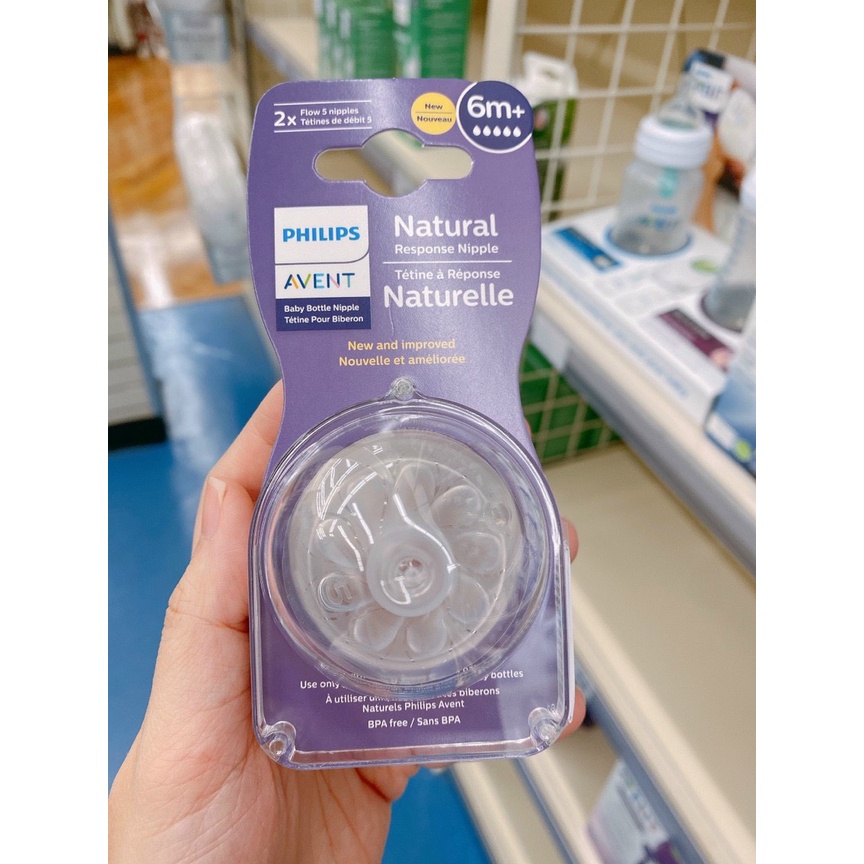 2x
Flow 5 nipples
Tétines de débit 5
New
Nouveau
6m+
PHILIPS
AVENT
Baby Bottle Nipple
Tétine Pour Biberon
Natural
Response Nipple
Tétine à Réponse
Naturelle
New and improved
Nouvelle et améliorée
Use only bottles
À utiliser biberons
Naturels Philips Avent
BPA free / Sans BPA